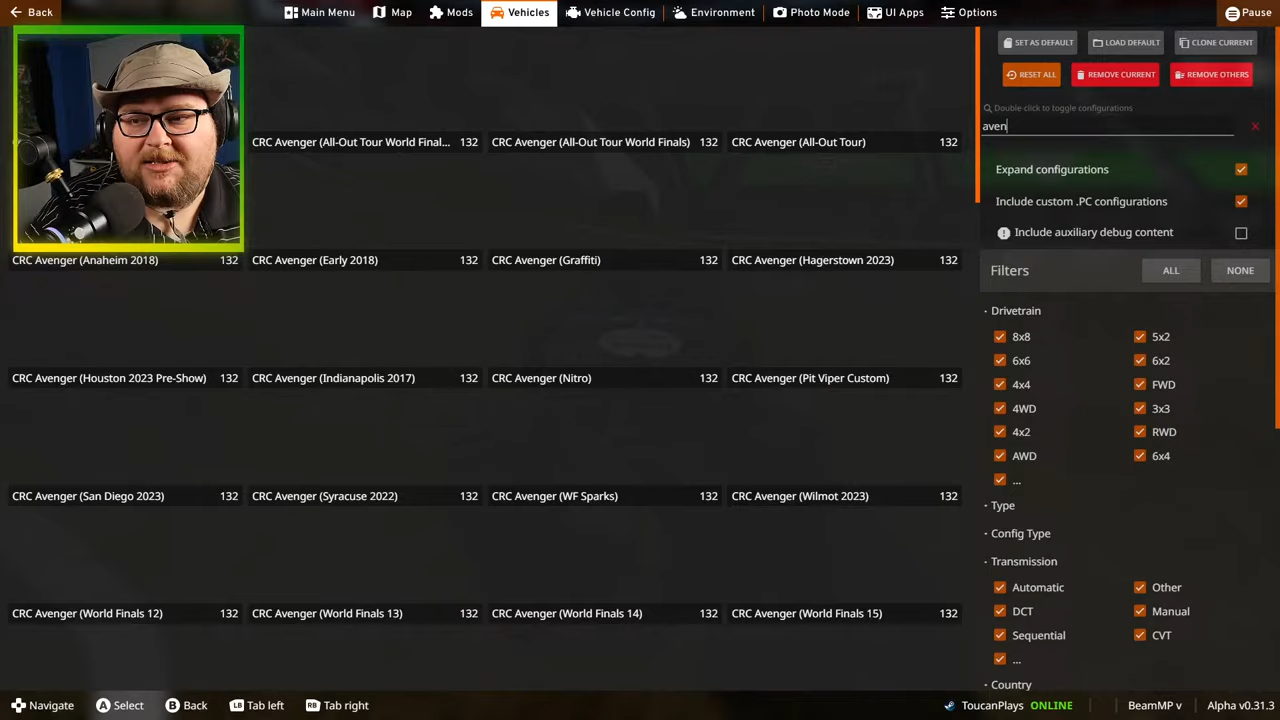 Back
Main Menu
Map
Mods
Vehicles
Vehicle Config
Environment
Photo Mode
UI Apps
Options
Pause
SET AS DEFAULT
LOAD DEFAULT
CLONE CURRENT
RESET ALL
REMOVE CURRENT
REMOVE OTHERS
Double-click to toggle configurations
aven
Expand configurations
Include custom .PC configurations
Include auxiliary debug content
Filters
ALL
NONE
- Drivetrain
8x8
5x2
6x6
6x2
4x4
FWD
4WD
3x3
4x2
RWD
AWD
6x4
...
- Type
- Config Type
- Transmission
Automatic
Other
DCT
Manual
Sequential
CVT
...
- Country
CRC Avenger (All-Out Tour World Final... 132
CRC Avenger (All-Out Tour World Finals) 132
CRC Avenger (All-Out Tour) 132
CRC Avenger (Anaheim 2018) 132
CRC Avenger (Early 2018) 132
CRC Avenger (Graffiti) 132
CRC Avenger (Hagerstown 2023) 132
CRC Avenger (Houston 2023 Pre-Show) 132
CRC Avenger (Indianapolis 2017) 132
CRC Avenger (Nitro) 132
CRC Avenger (Pit Viper Custom) 132
CRC Avenger (San Diego 2023) 132
CRC Avenger (Syracuse 2022) 132
CRC Avenger (WF Sparks) 132
CRC Avenger (Wilmot 2023) 132
CRC Avenger (World Finals 12) 132
CRC Avenger (World Finals 13) 132
CRC Avenger (World Finals 14) 132
CRC Avenger (World Finals 15) 132
Navigate
A Select
B Back
LB Tab left
RB Tab right
ToucanPlays ONLINE
BeamMP v
Alpha v0.31.3